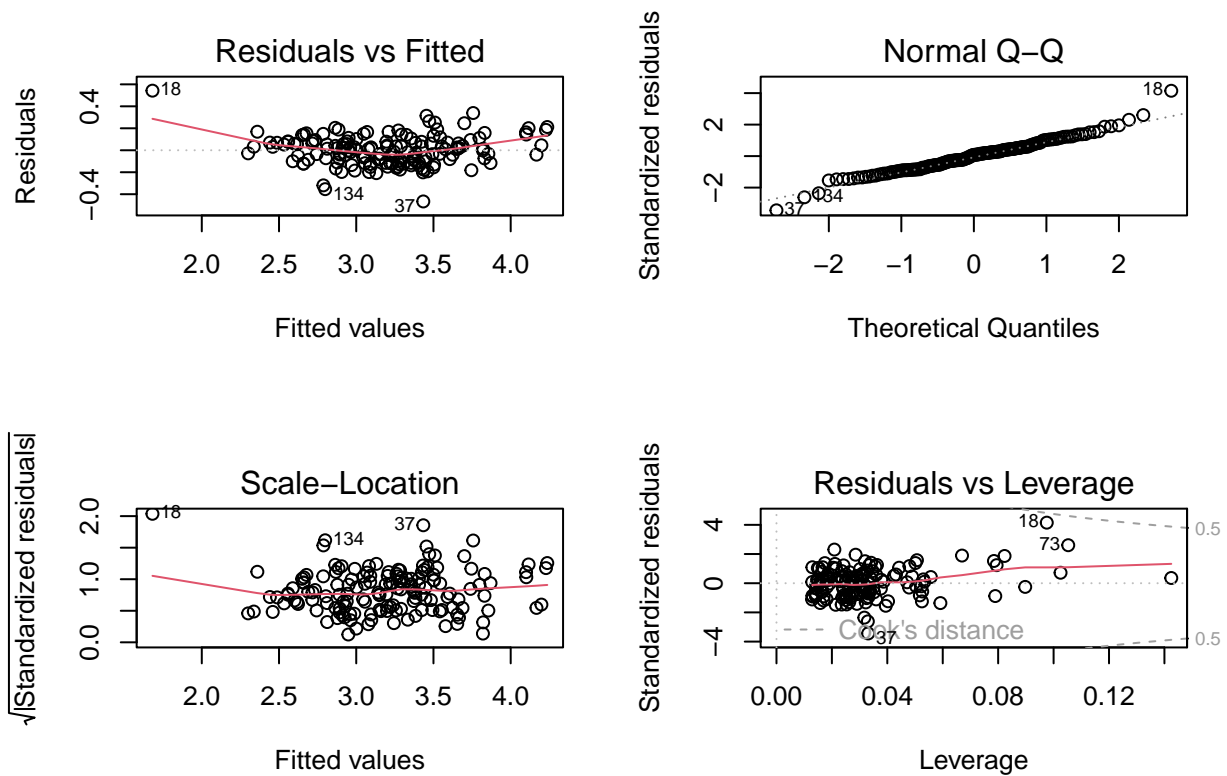 Residuals vs Fitted
Residuals
0.4
−0.4
18
134
37
2.0 2.5 3.0 3.5 4.0
Fitted values
Normal Q−Q
Standardized residuals
2
−2
18
134
37
−2 −1 0 1 2
Theoretical Quantiles
Scale−Location
√|Standardized residuals|
2.0
1.0
0.0
18
37
134
2.0 2.5 3.0 3.5 4.0
Fitted values
Residuals vs Leverage
Standardized residuals
4
0
−4
18
73
37
Cook's distance
0.5
0.5
0.00 0.04 0.08 0.12
Leverage